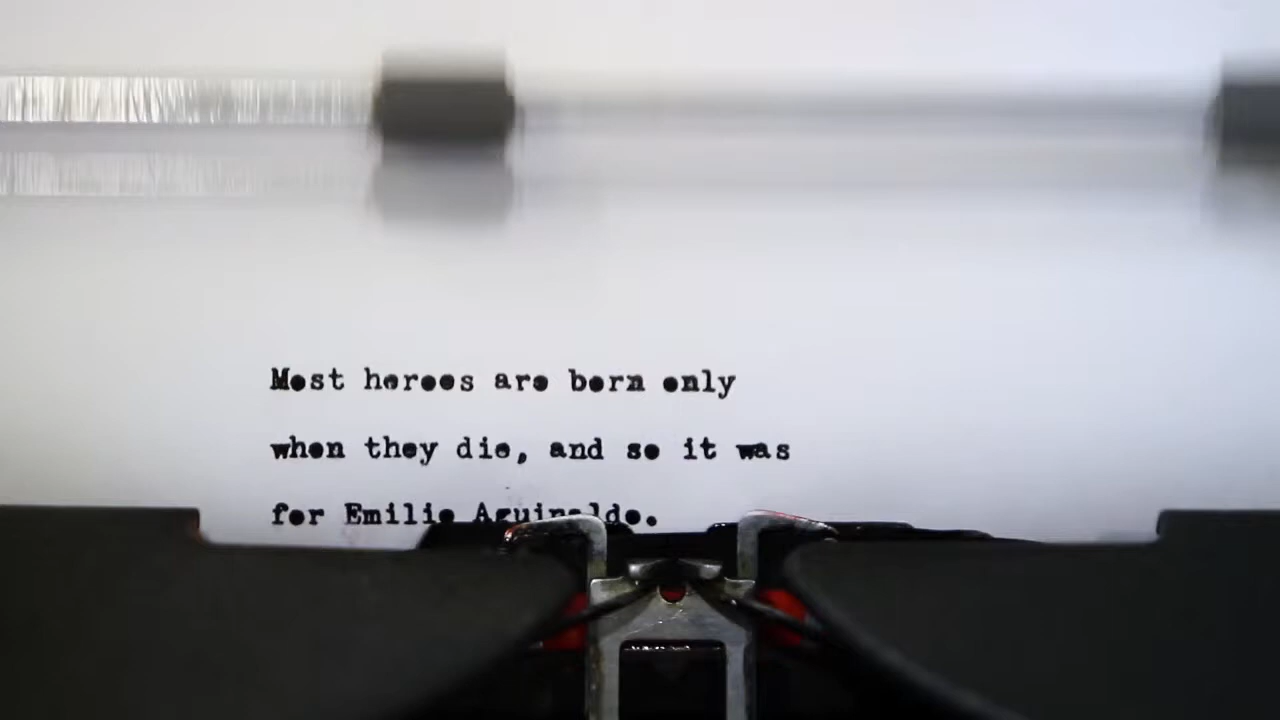 Most heroes are born only
when they die, and so it was
for Emilio Aguinaldo.